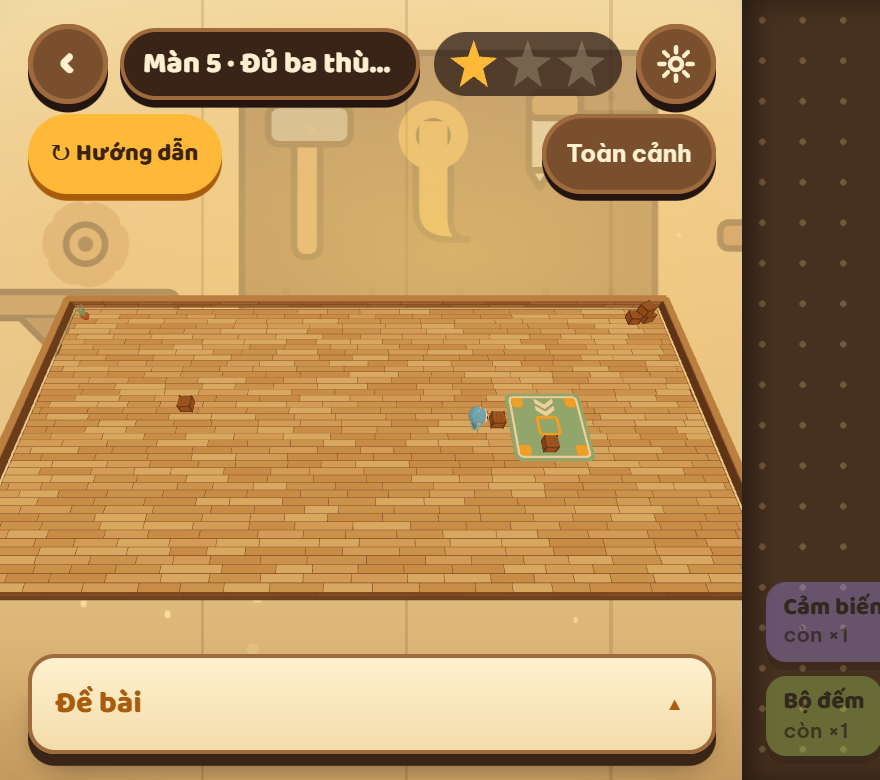 Màn 5 · Đủ ba thù...
↻ Hướng dẫn
Toàn cảnh
Đề bài
Cảm biến
còn ×1
Bộ đếm
còn ×1